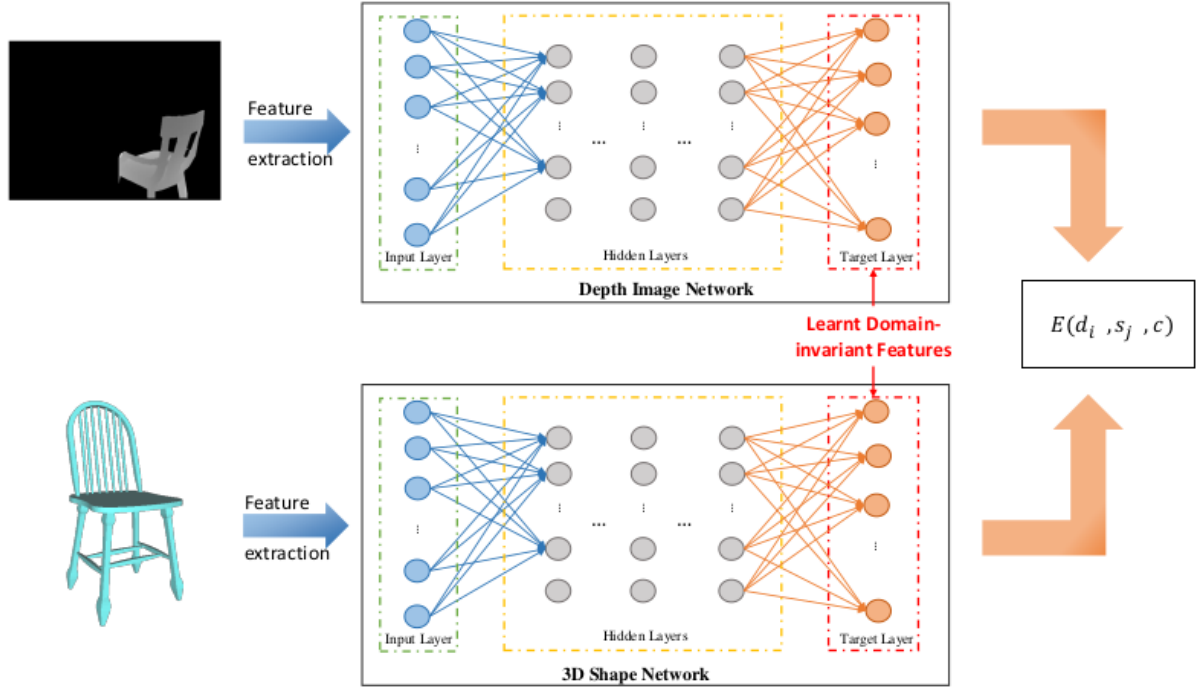 Feature
extraction
...
...
Input Layer
Hidden Layers
Target Layer
Depth Image Network
Learnt Domain-
invariant Features
E(d_i , s_j , c)
Feature
extraction
...
...
Input Layer
Hidden Layers
Target Layer
3D Shape Network